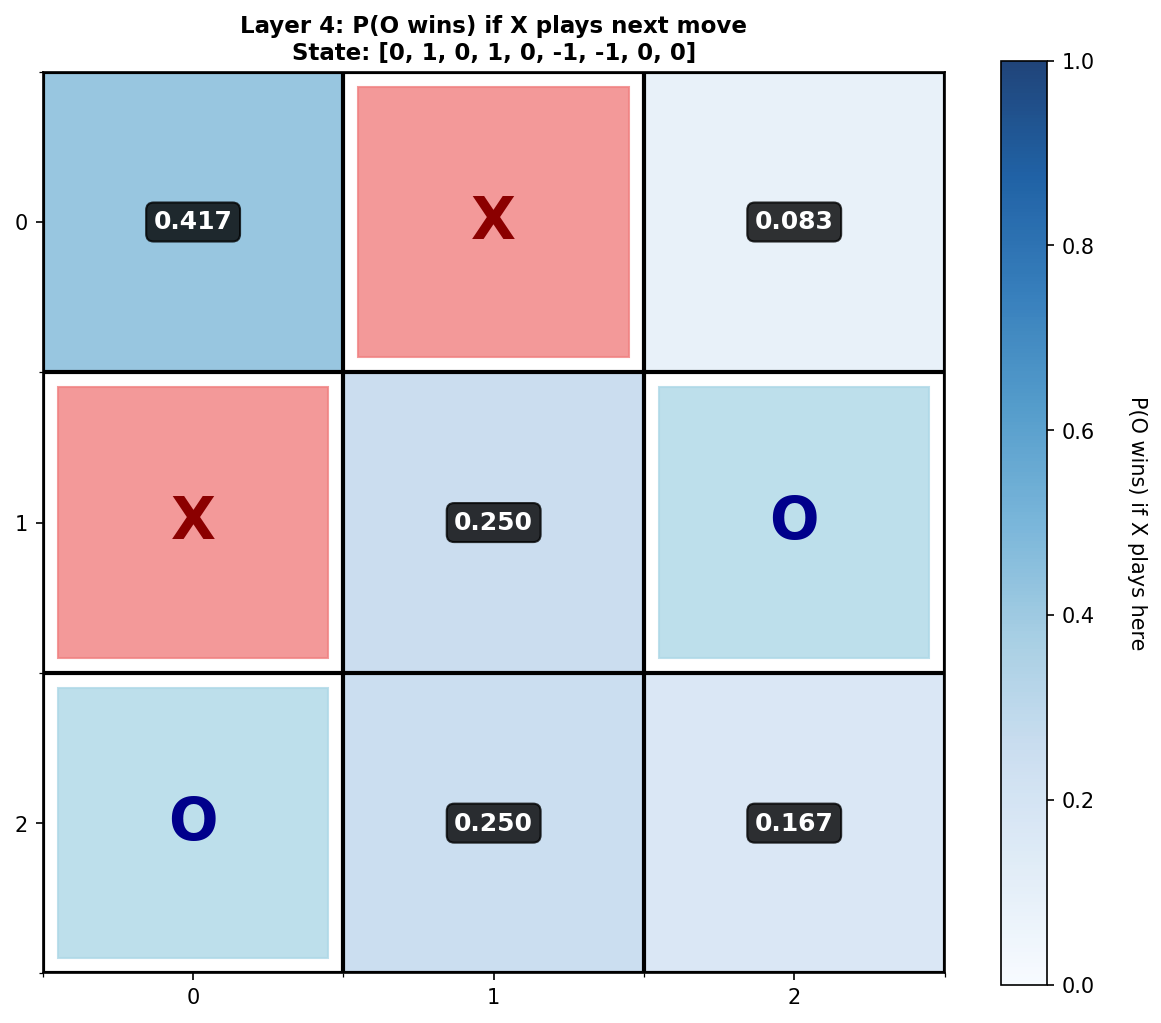 Layer 4: P(O wins) if X plays next move
State: [0, 1, 0, 1, 0, -1, -1, 0, 0]
0
0.417
X
0.083
1
X
0.250
O
2
O
0.250
0.167
0
1
2
1.0
0.8
0.6
0.4
0.2
0.0
P(O wins) if X plays here